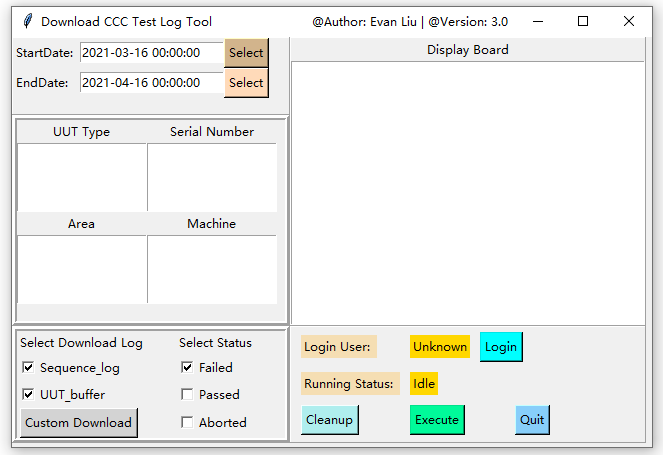 Download CCC Test Log Tool @Author: Evan Liu | @Version: 3.0
StartDate: 2021-03-16 00:00:00 Select
EndDate: 2021-04-16 00:00:00 Select
Display Board
UUT Type Serial Number
Area Machine
Select Download Log Select Status
Sequence_log Failed
UUT_buffer Passed
Custom Download Aborted
Login User: Unknown Login
Running Status: Idle
Cleanup Execute Quit